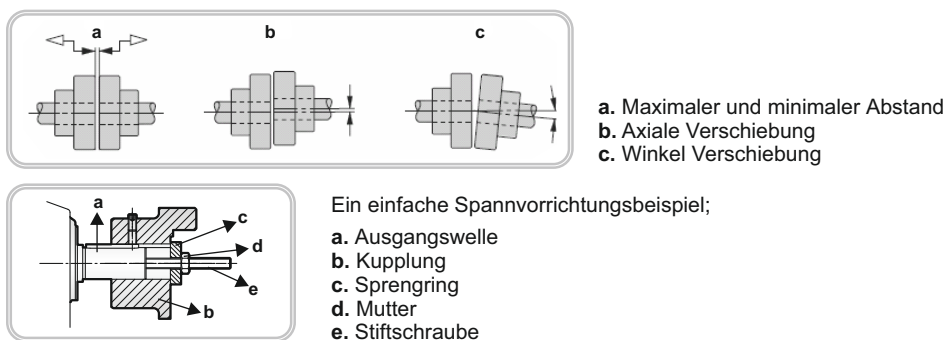 a b c
a. Maximaler und minimaler Abstand
b. Axiale Verschiebung
c. Winkel Verschiebung
a
c
d
e
b
Ein einfache Spannvorrichtungsbeispiel;
a. Ausgangswelle
b. Kupplung
c. Sprengring
d. Mutter
e. Stiftschraube